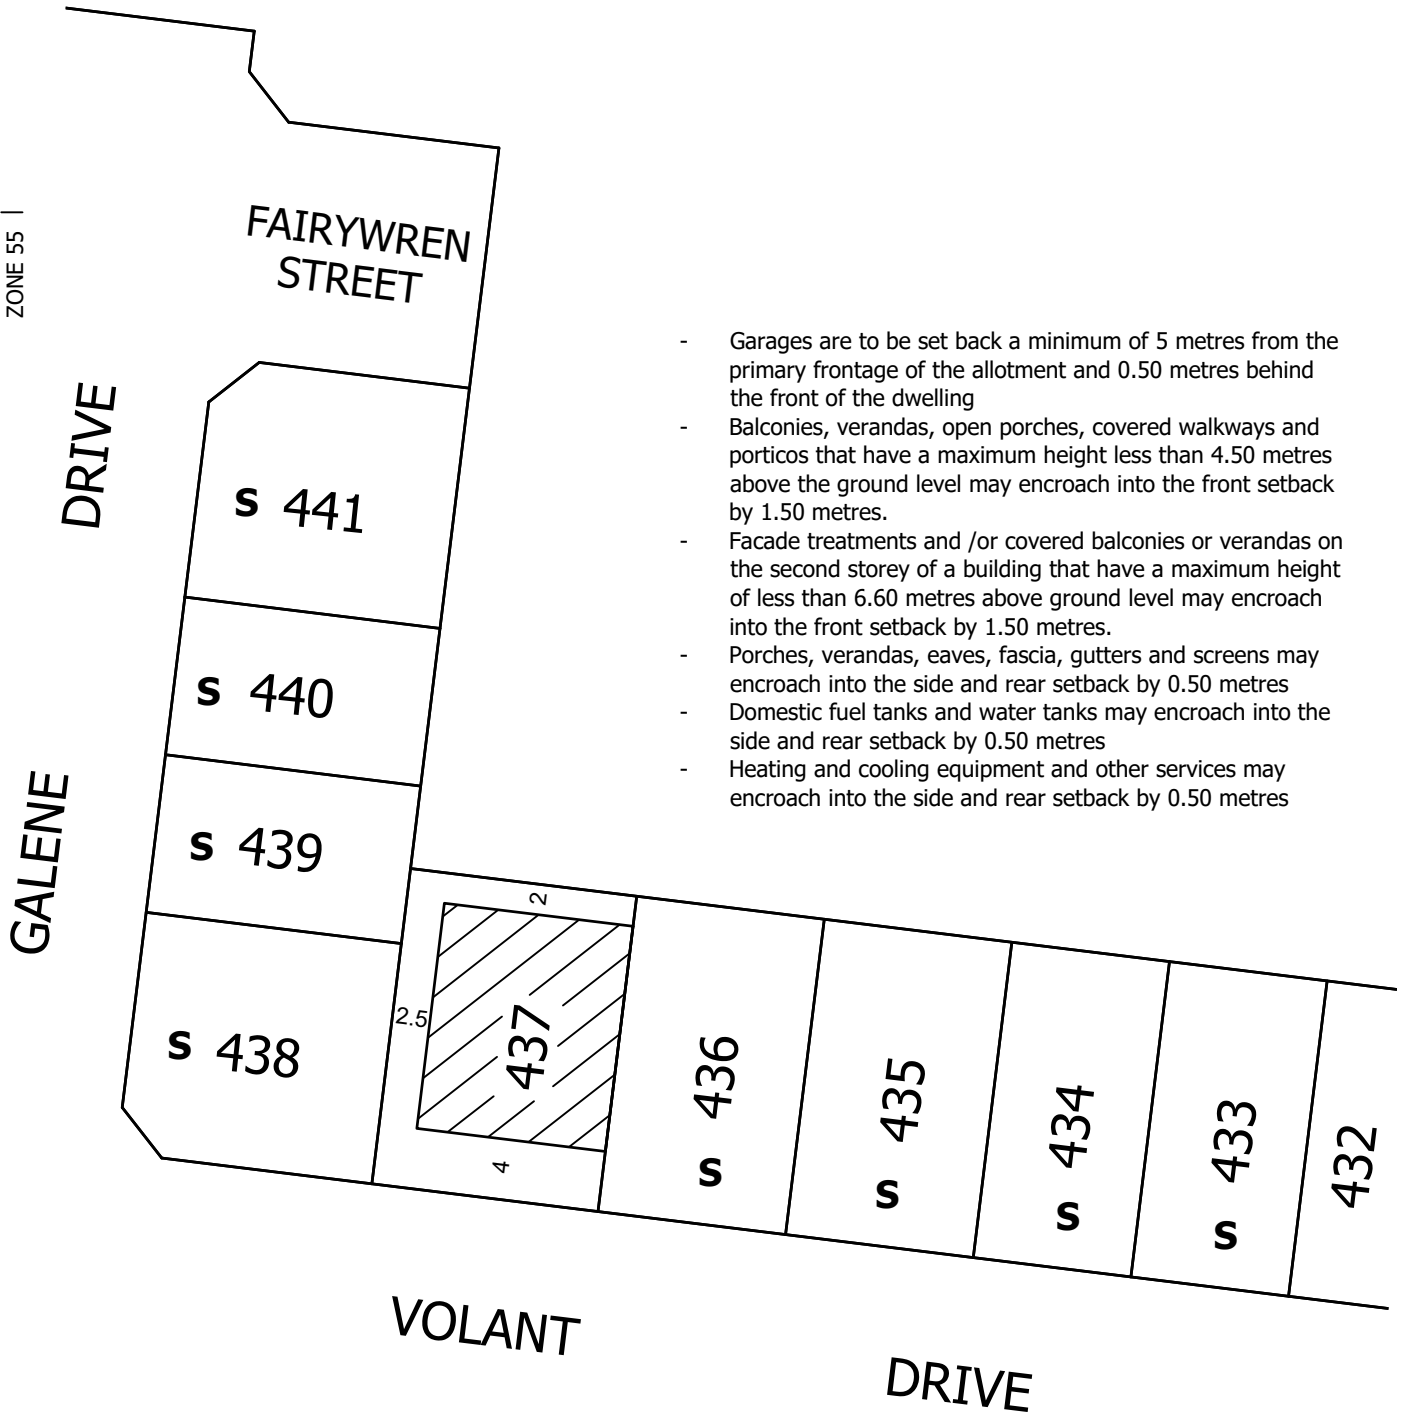 ZONE 55 |
FAIRYWREN
STREET
DRIVE
GALENE
S 441
S 440
S 439
S 438
- Garages are to be set back a minimum of 5 metres from the
primary frontage of the allotment and 0.50 metres behind
the front of the dwelling
- Balconies, verandas, open porches, covered walkways and
porticos that have a maximum height less than 4.50 metres
above the ground level may encroach into the front setback
by 1.50 metres.
- Facade treatments and /or covered balconies or verandas on
the second storey of a building that have a maximum height
of less than 6.60 metres above ground level may encroach
into the front setback by 1.50 metres.
- Porches, verandas, eaves, fascia, gutters and screens may
encroach into the side and rear setback by 0.50 metres
- Domestic fuel tanks and water tanks may encroach into the
side and rear setback by 0.50 metres
- Heating and cooling equipment and other services may
encroach into the side and rear setback by 0.50 metres
2
2.5
437
4
436
S
435
S
434
S
433
S
432
VOLANT
DRIVE